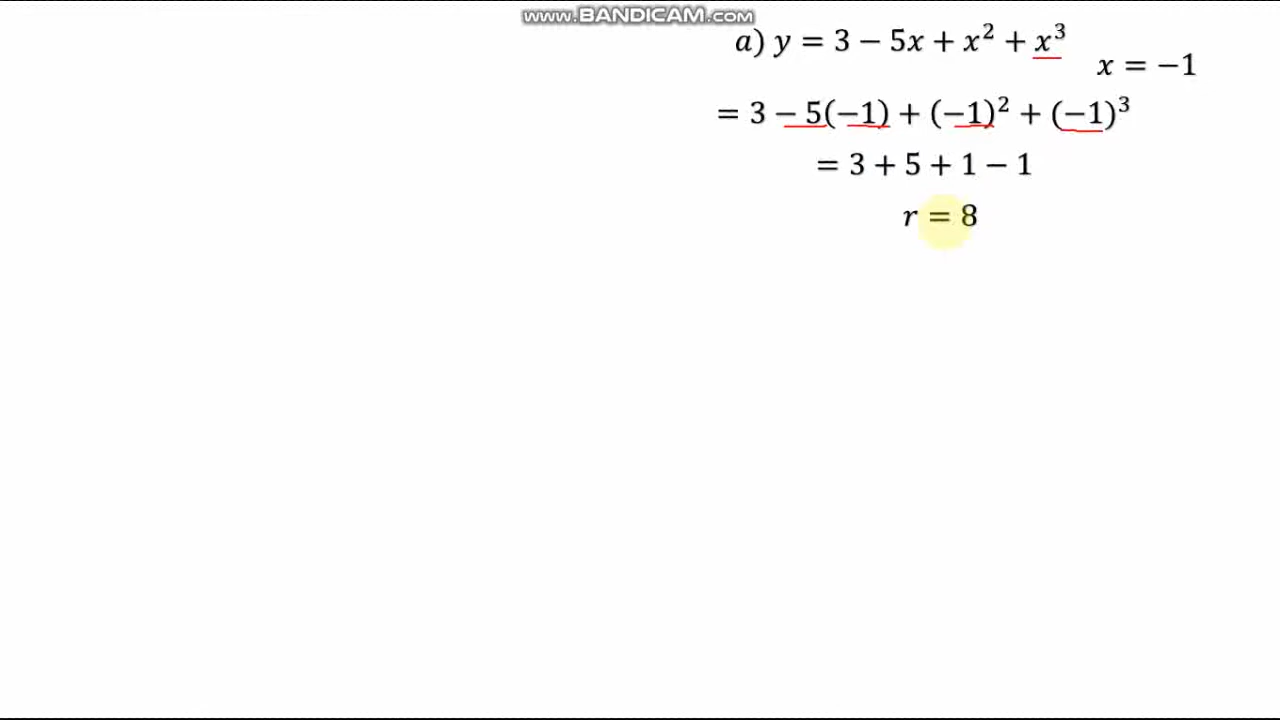 www.BANDICAM.com
a) y = 3 − 5x + x² + x³
x = −1
= 3 − 5(−1) + (−1)² + (−1)³
= 3 + 5 + 1 − 1
r = 8